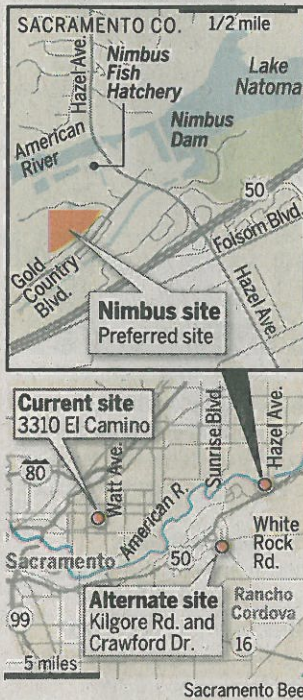 SACRAMENTO CO.
1/2 mile
Hazel Ave.
Nimbus
Fish
Hatchery
Lake
Natoma
American
River
Nimbus
Dam
50
Folsom Blvd.
Gold
Country
Blvd.
Hazel Ave.
Nimbus site
Preferred site
Current site
3310 El Camino
80
Watt Ave.
American R.
Sunrise Blvd.
Hazel Ave.
White
Rock
Rd.
Sacramento
50
Alternate site
Kilgore Rd. and
Crawford Dr.
Rancho
Cordova
99
16
5 miles
Sacramento Bee